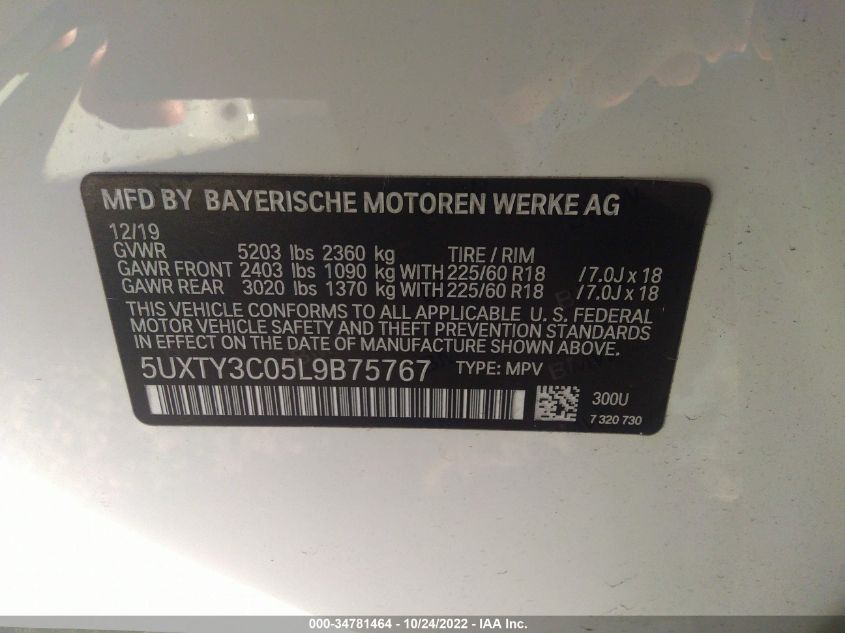 MFD BY BAYERISCHE MOTOREN WERKE AG
12/19
GVWR 5203 lbs 2360 kg TIRE / RIM
GAWR FRONT 2403 lbs 1090 kg WITH 225/60 R18 / 7.0J x 18
GAWR REAR 3020 lbs 1370 kg WITH 225/60 R18 / 7.0J x 18
THIS VEHICLE CONFORMS TO ALL APPLICABLE U. S. FEDERAL
MOTOR VEHICLE SAFETY AND THEFT PREVENTION STANDARDS
IN EFFECT ON THE DATE OF MANUFACTURE SHOWN ABOVE.
5UXTY3C05L9B75767 TYPE: MPV
300U
7 320 730
000-34781464 - 10/24/2022 - IAA Inc.